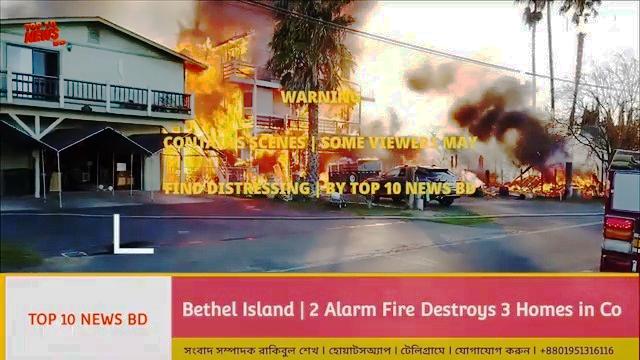 TOP 10
NEWS BD
WARNING
CONTAINS SCENES | SOME VIEWERS MAY
FIND DISTRESSING | BY TOP 10 NEWS BD
TOP 10 NEWS BD
Bethel Island | 2 Alarm Fire Destroys 3 Homes in Co
সংবাদ সম্পাদক রাকিবুল শেখ । হোয়াটসঅ্যাপ । টেলিগ্রামে । যোগাযোগ করুন । +8801951316116